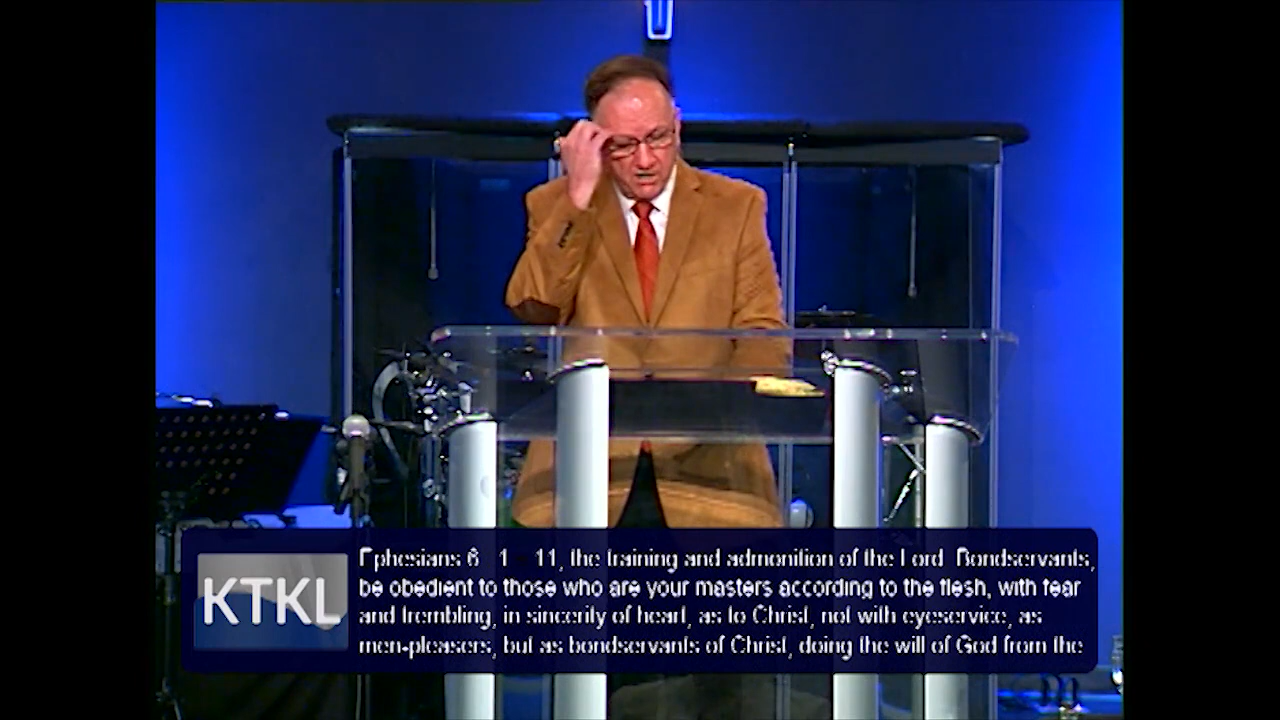 KTKL
Ephesians 6 1 - 11, the training and admonition of the Lord Bondservants,
be obedient to those who are your masters according to the flesh, with fear
and trembling, in sincerity of heart, as to Christ, not with eyeservice, as
men-pleasers, but as bondservants of Christ, doing the will of God from the